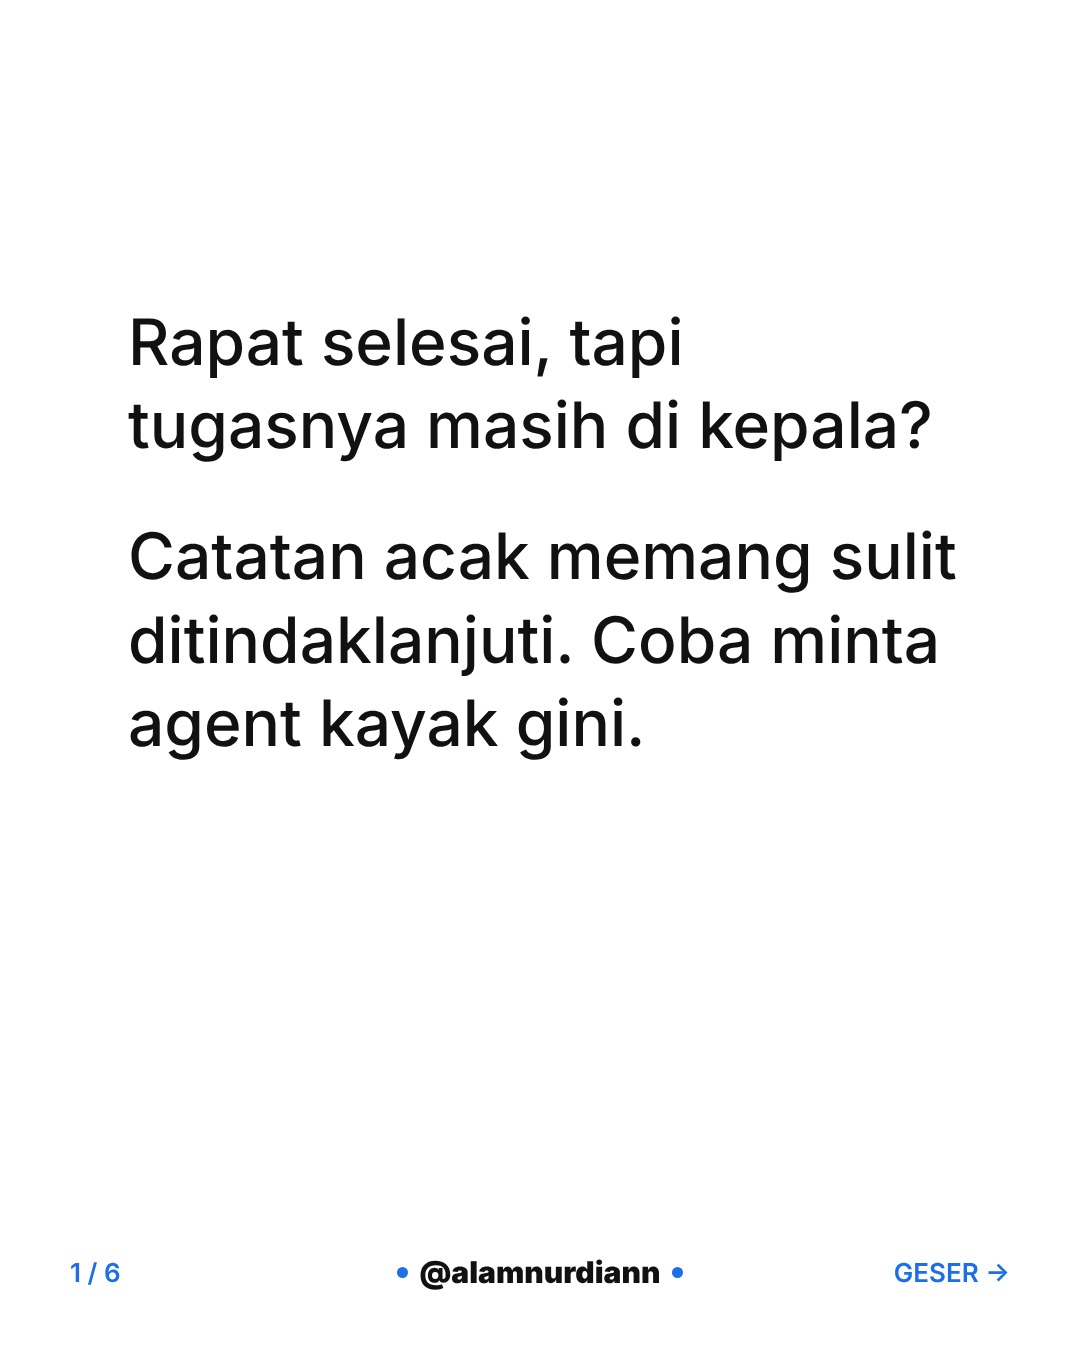 Rapat selesai, tapi
tugasnya masih di kepala?
Catatan acak memang sulit
ditindaklanjuti. Coba minta
agent kayak gini.
1 / 6
• @alamnurdiann •
GESER →